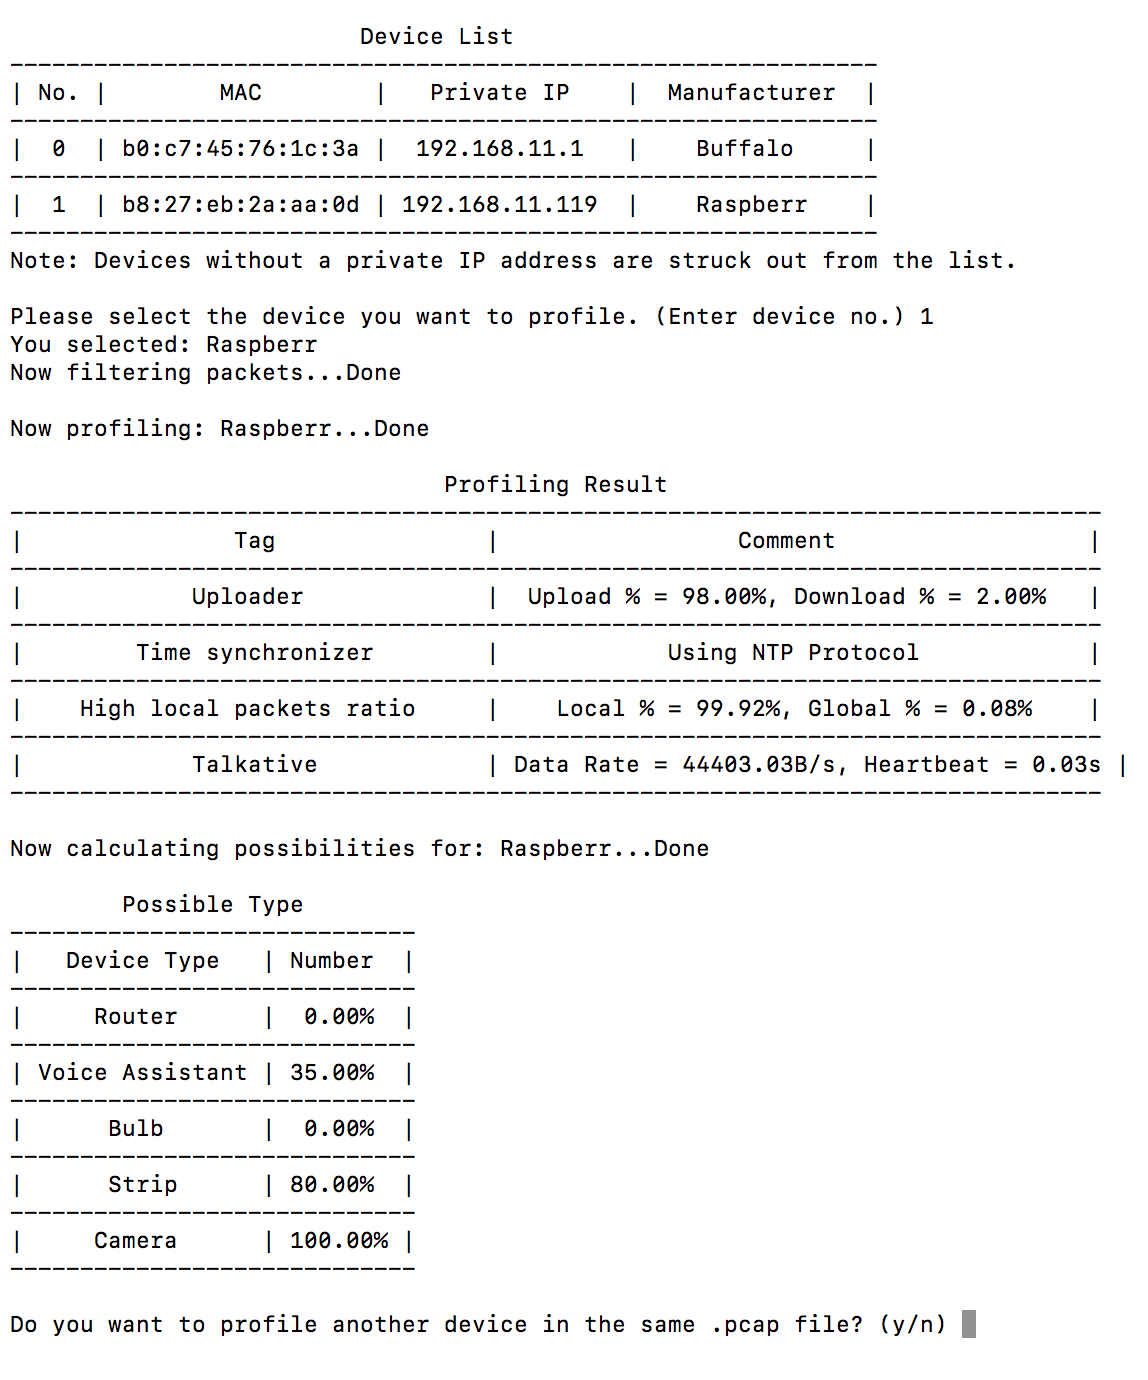 Device List
--------------------------------------------------------------
| No. |        MAC        |   Private IP    |  Manufacturer  |
--------------------------------------------------------------
|  0  | b0:c7:45:76:1c:3a |  192.168.11.1   |    Buffalo     |
--------------------------------------------------------------
|  1  | b8:27:eb:2a:aa:0d | 192.168.11.119  |    Raspberr    |
--------------------------------------------------------------
Note: Devices without a private IP address are struck out from the list.
Please select the device you want to profile. (Enter device no.) 1
You selected: Raspberr
Now filtering packets...Done
Now profiling: Raspberr...Done
Profiling Result
------------------------------------------------------------------------------
|               Tag               |                 Comment                  |
------------------------------------------------------------------------------
|            Uploader             |  Upload % = 98.00%, Download % = 2.00%   |
------------------------------------------------------------------------------
|        Time synchronizer        |            Using NTP Protocol            |
------------------------------------------------------------------------------
|    High local packets ratio     |    Local % = 99.92%, Global % = 0.08%    |
------------------------------------------------------------------------------
|            Talkative            | Data Rate = 44403.03B/s, Heartbeat = 0.03s |
------------------------------------------------------------------------------
Now calculating possibilities for: Raspberr...Done
Possible Type
-----------------------------
|   Device Type   | Number  |
-----------------------------
|     Router      |  0.00%  |
-----------------------------
| Voice Assistant | 35.00%  |
-----------------------------
|      Bulb       |  0.00%  |
-----------------------------
|      Strip      | 80.00%  |
-----------------------------
|     Camera      | 100.00% |
-----------------------------
Do you want to profile another device in the same .pcap file? (y/n)